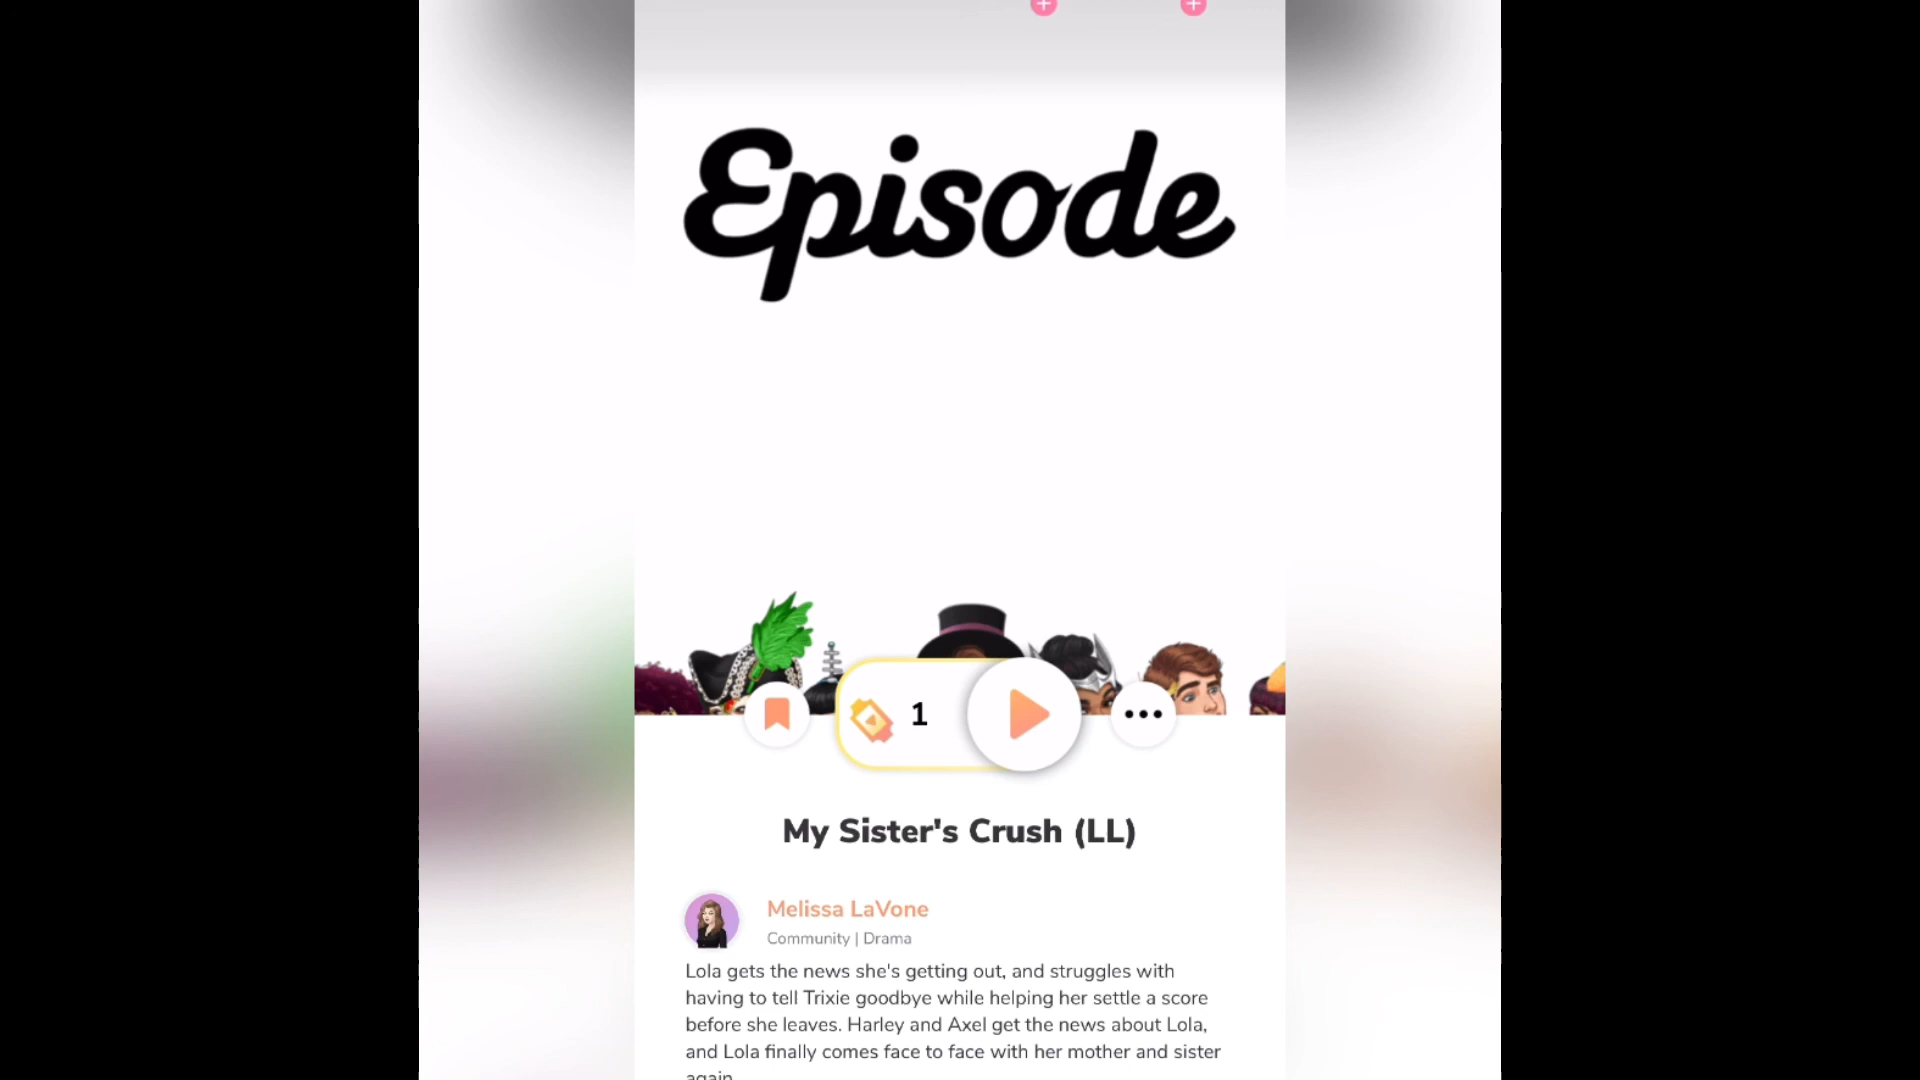 Episode
1
My Sister's Crush (LL)
Melissa LaVone
Community | Drama
Lola gets the news she's getting out, and struggles with
having to tell Trixie goodbye while helping her settle a score
before she leaves. Harley and Axel get the news about Lola,
and Lola finally comes face to face with her mother and sister
again